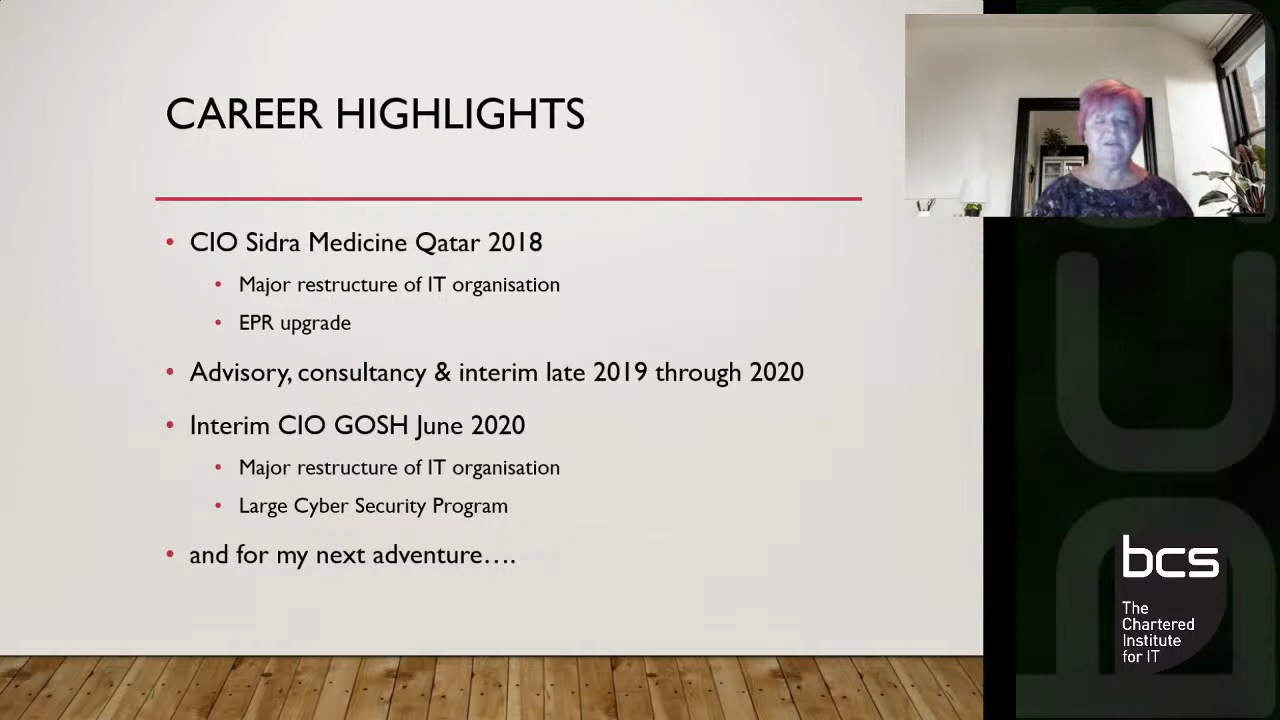 CAREER HIGHLIGHTS
• CIO Sidra Medicine Qatar 2018
• Major restructure of IT organisation
• EPR upgrade
• Advisory, consultancy & interim late 2019 through 2020
• Interim CIO GOSH June 2020
• Major restructure of IT organisation
• Large Cyber Security Program
• and for my next adventure….
bcs
The
Chartered
Institute
for IT